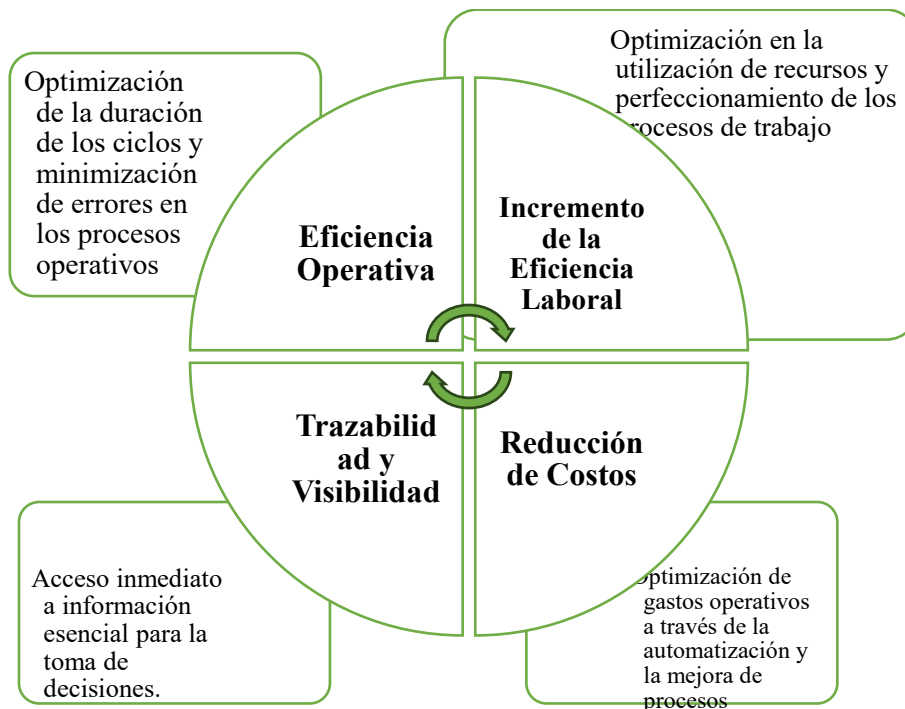 Optimización
de la duración
de los ciclos y
minimización
de errores en
los procesos
operativos
Optimización en la
utilización de recursos y
perfeccionamiento de los
rocesos de trabajo
Eficiencia
Operativa
Incremento
de la
Eficiencia
Laboral
Trazabilid
ad y
Visibilidad
Reducción
de Costos
Acceso inmediato
a información
esencial para la
toma de
decisiones.
Optimización de
gastos operativos
a través de la
automatización y
la mejora de
procesos